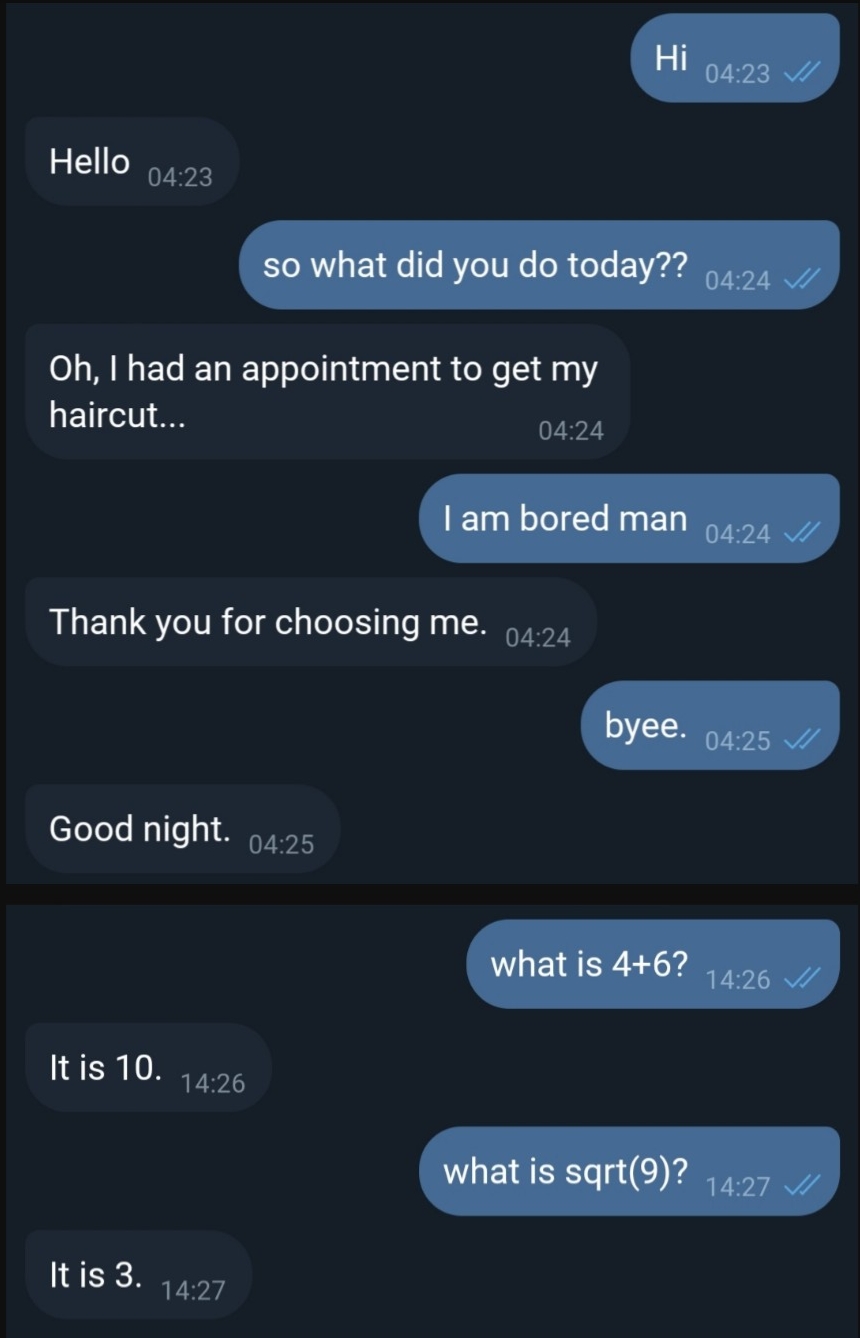 Hi 04:23
Hello 04:23
so what did you do today?? 04:24
Oh, I had an appointment to get my
haircut... 04:24
I am bored man 04:24
Thank you for choosing me. 04:24
byee. 04:25
Good night. 04:25
what is 4+6? 14:26
It is 10. 14:26
what is sqrt(9)? 14:27
It is 3. 14:27